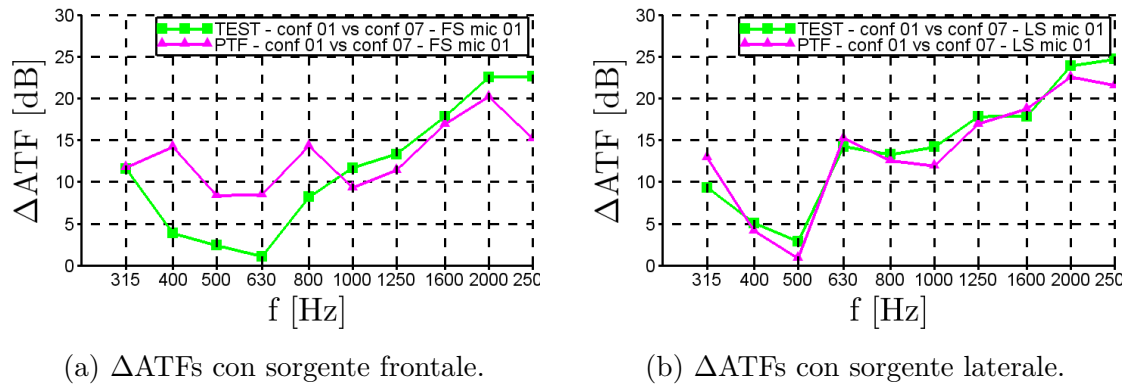 TEST - conf 01 vs conf 07 - FS mic 01
PTF - conf 01 vs conf 07 - FS mic 01
ΔATF [dB]
30
25
20
15
10
5
0
315 400 500 630 800 1000 1250 1600 2000 250
f [Hz]
(a) ΔATFs con sorgente frontale.
TEST - conf 01 vs conf 07 - LS mic 01
PTF - conf 01 vs conf 07 - LS mic 01
ΔATF [dB]
30
25
20
15
10
5
0
315 400 500 630 800 1000 1250 1600 2000 250
f [Hz]
(b) ΔATFs con sorgente laterale.